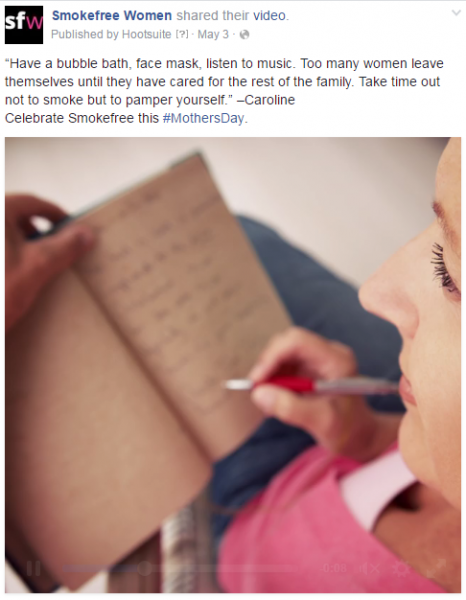 sfw
Smokefree Women shared their video.
Published by Hootsuite [?] · May 3 ·
“Have a bubble bath, face mask, listen to music. Too many women leave
themselves until they have cared for the rest of the family. Take time out
not to smoke but to pamper yourself.” –Caroline
Celebrate Smokefree this #MothersDay.